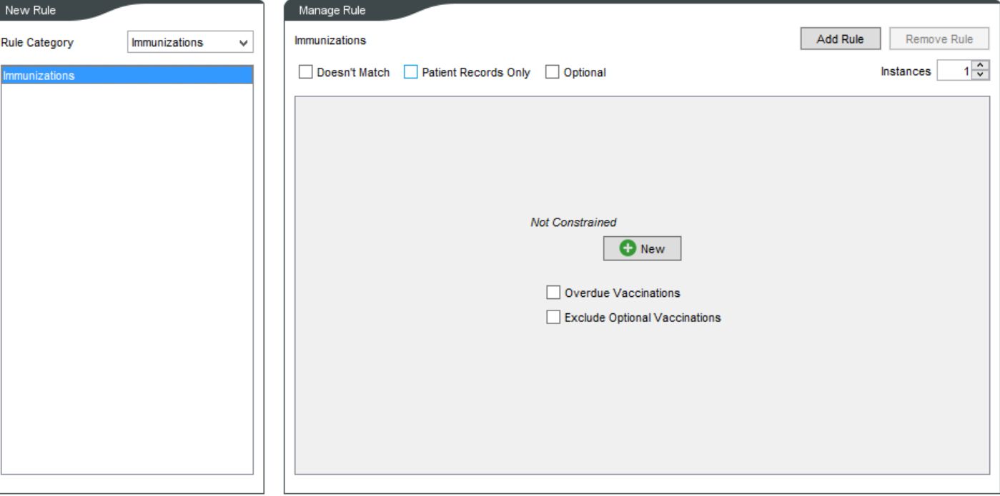 New Rule
Rule Category
Immunizations
Immunizations
Manage Rule
Immunizations
Add Rule
Remove Rule
Doesn't Match
Patient Records Only
Optional
Instances
1
Not Constrained
New
Overdue Vaccinations
Exclude Optional Vaccinations